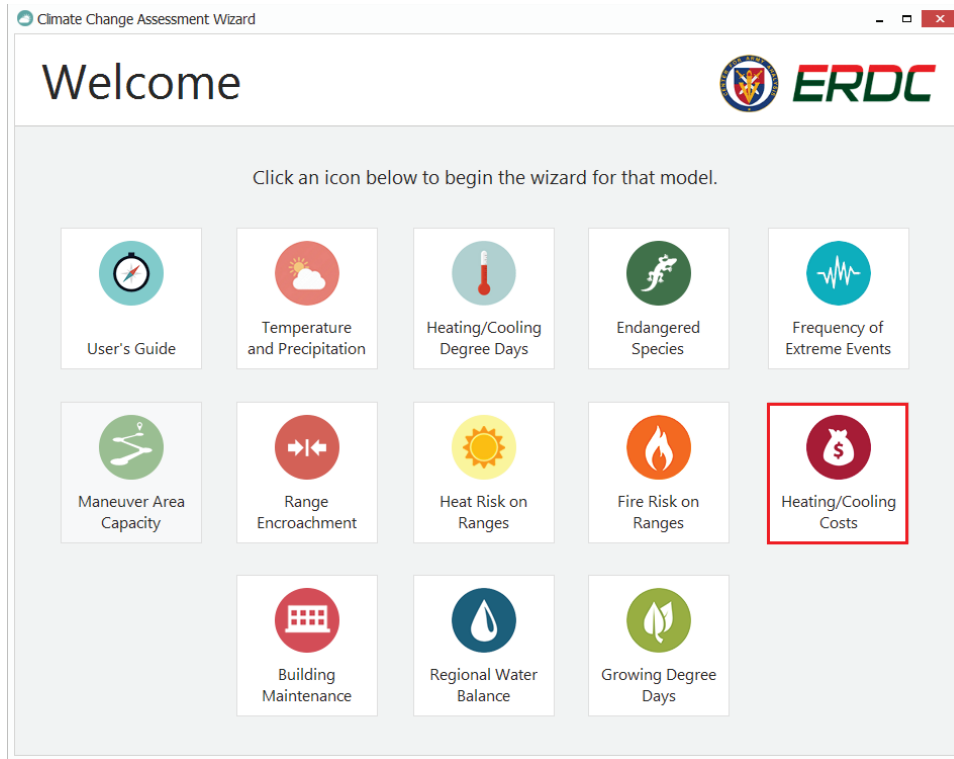 Climate Change Assessment Wizard
Welcome
ERDC
Click an icon below to begin the wizard for that model.
User's Guide
Temperature
and Precipitation
Heating/Cooling
Degree Days
Endangered
Species
Frequency of
Extreme Events
Maneuver Area
Capacity
Range
Encroachment
Heat Risk on
Ranges
Fire Risk on
Ranges
$
Heating/Cooling
Costs
Building
Maintenance
Regional Water
Balance
Growing Degree
Days